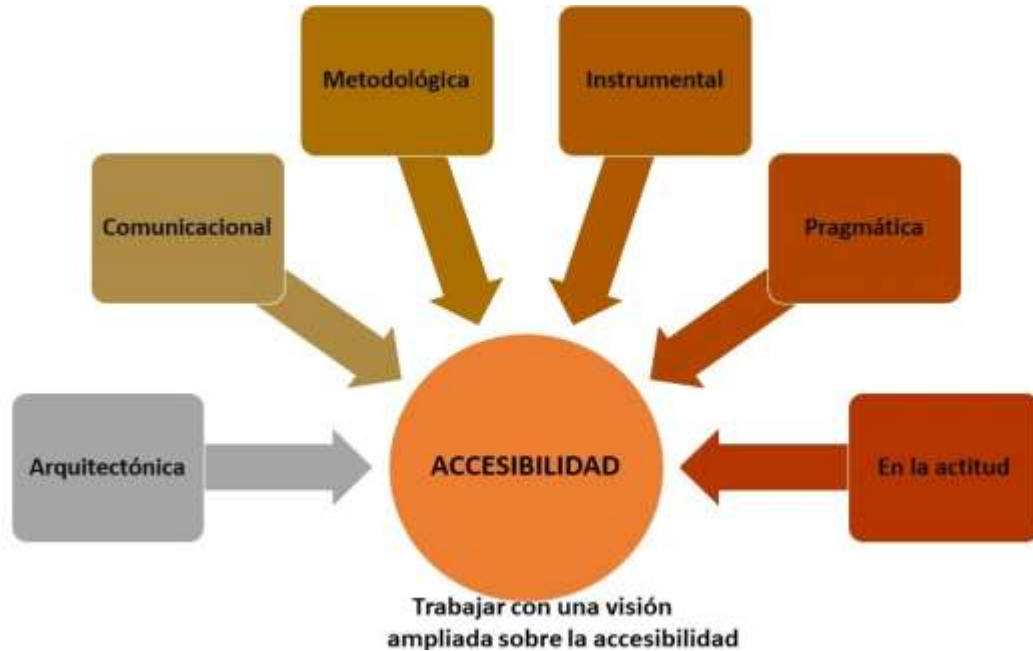 Metodológica
Instrumental
Comunicacional
Pragmática
Arquitectónica
ACCESIBILIDAD
En la actitud
Trabajar con una visión
ampliada sobre la accesibilidad